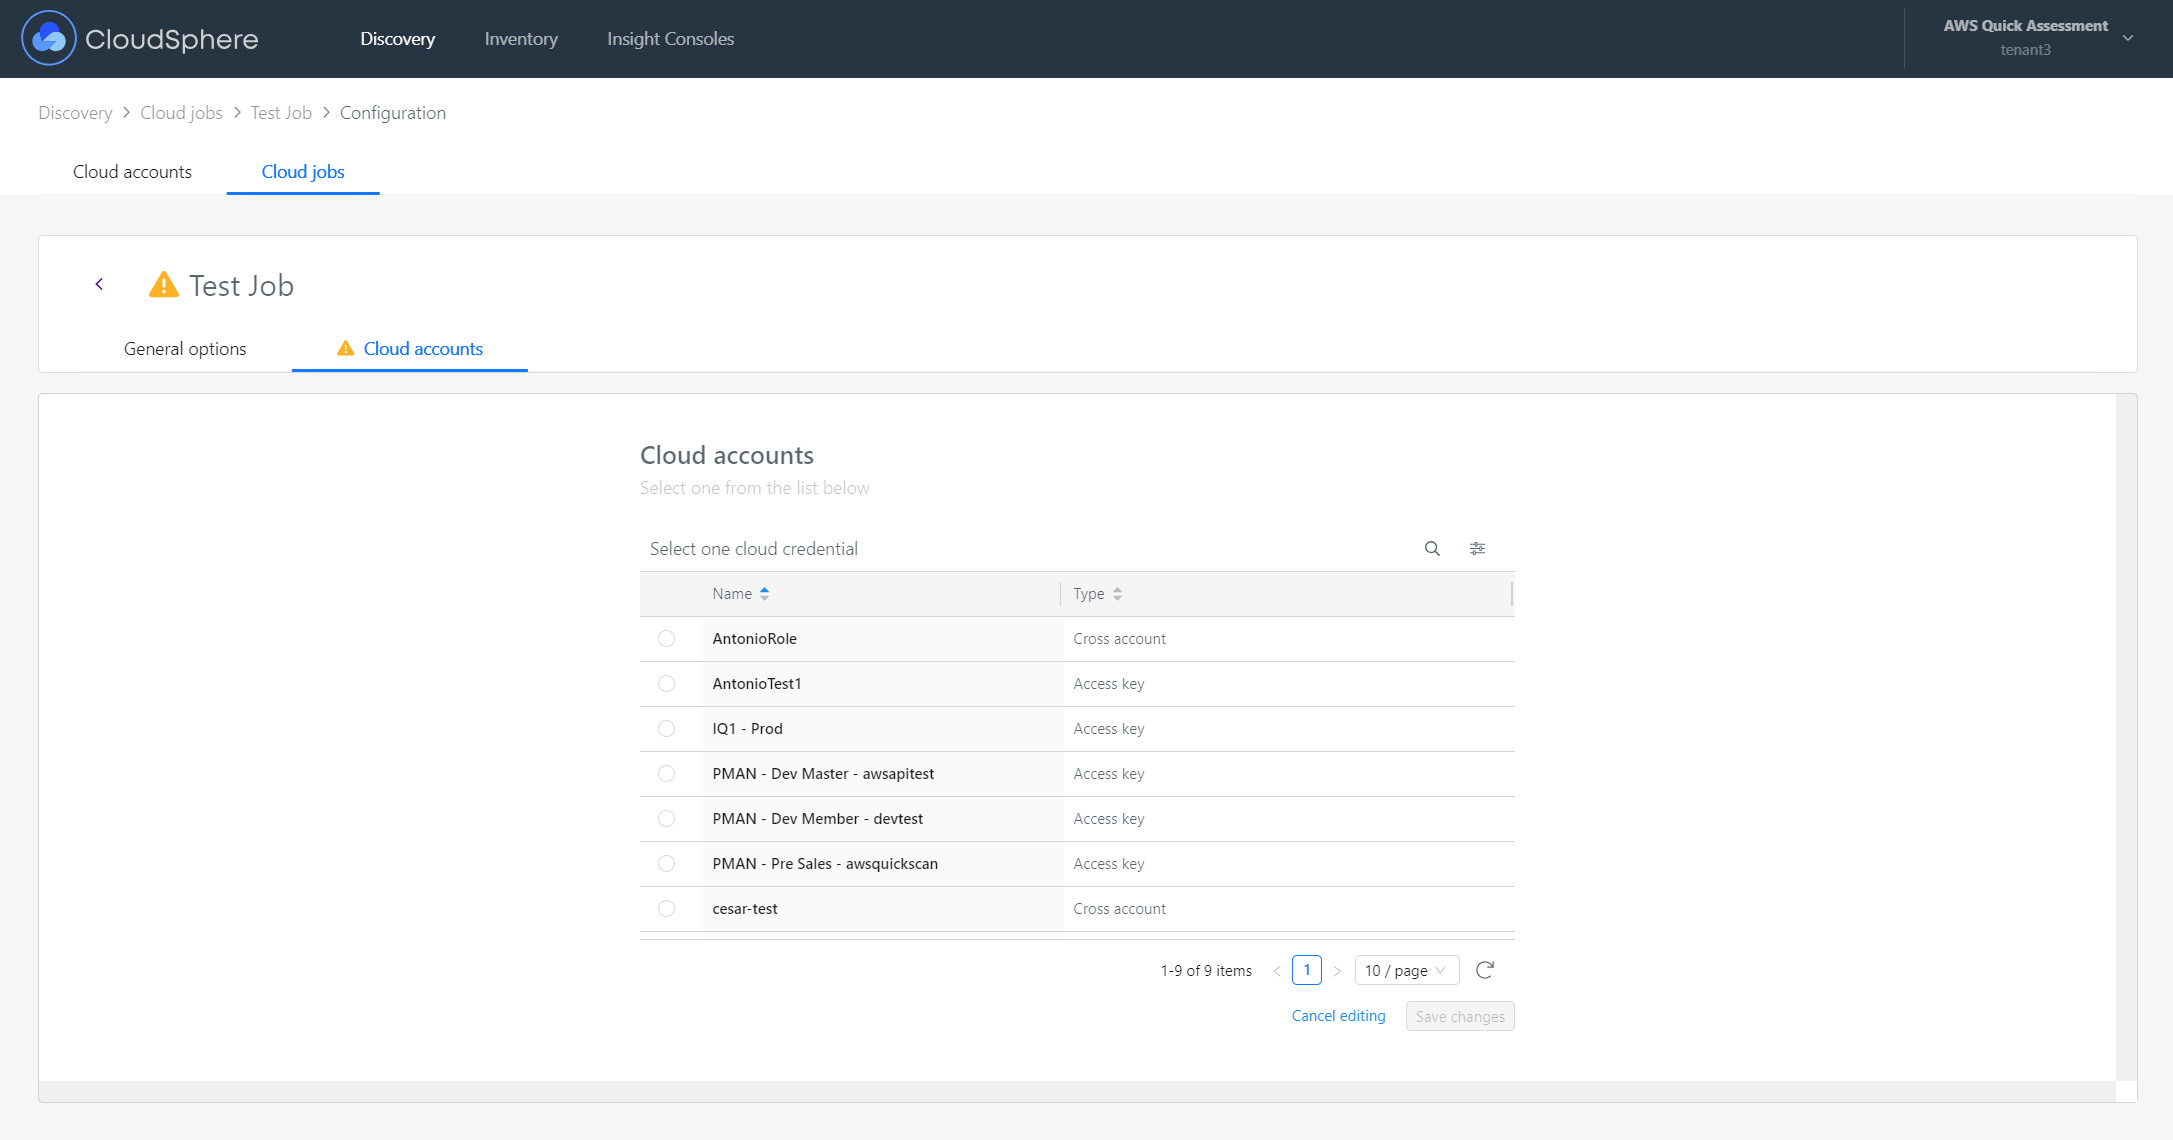 CloudSphere
Discovery Inventory Insight Consoles
AWS Quick Assessment
tenant3
Discovery > Cloud jobs > Test Job > Configuration
Cloud accounts Cloud jobs
Test Job
General options Cloud accounts
Cloud accounts
Select one from the list below
Select one cloud credential
Name Type
AntonioRole Cross account
AntonioTest1 Access key
IQ1 - Prod Access key
PMAN - Dev Master - awsapitest Access key
PMAN - Dev Member - devtest Access key
PMAN - Pre Sales - awsquickscan Access key
cesar-test Cross account
1-9 of 9 items < 1 > 10 / page
Cancel editing Save changes